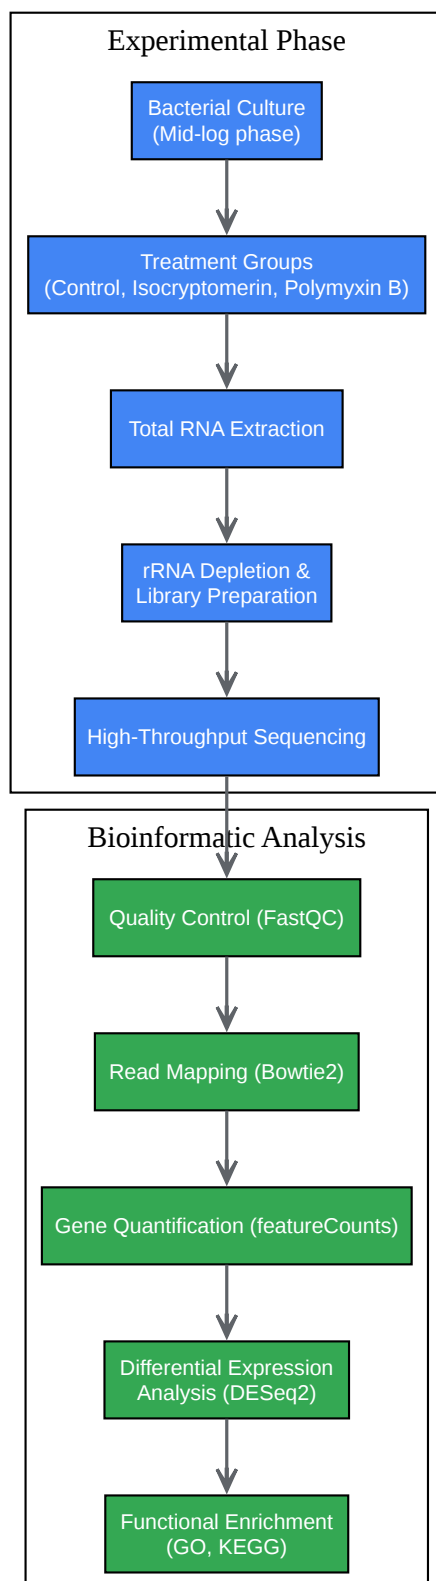 Experimental Phase
Bacterial Culture
(Mid-log phase)
Treatment Groups
(Control, Isocryptomerin, Polymyxin B)
Total RNA Extraction
rRNA Depletion &
Library Preparation
High-Throughput Sequencing
Bioinformatic Analysis
Quality Control (FastQC)
Read Mapping (Bowtie2)
Gene Quantification (featureCounts)
Differential Expression
Analysis (DESeq2)
Functional Enrichment
(GO, KEGG)